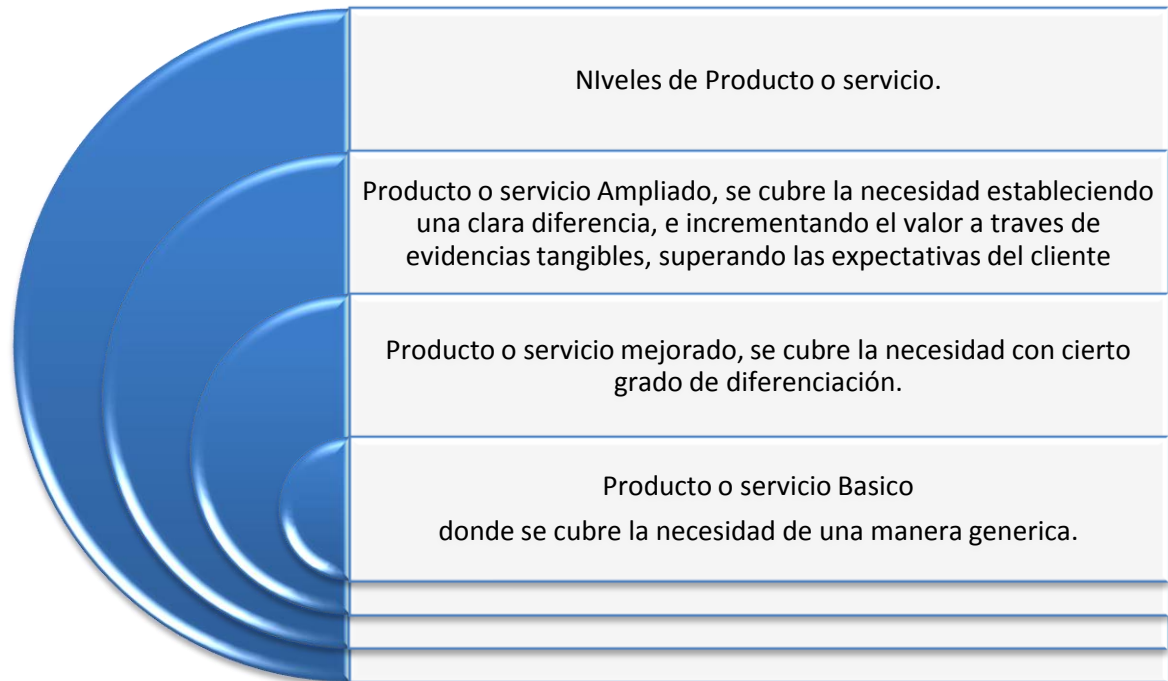 NIveles de Producto o servicio.
Producto o servicio Ampliado, se cubre la necesidad estableciendo
una clara diferencia, e incrementando el valor a traves de
evidencias tangibles, superando las expectativas del cliente
Producto o servicio mejorado, se cubre la necesidad con cierto
grado de diferenciación.
Producto o servicio Basico
donde se cubre la necesidad de una manera generica.